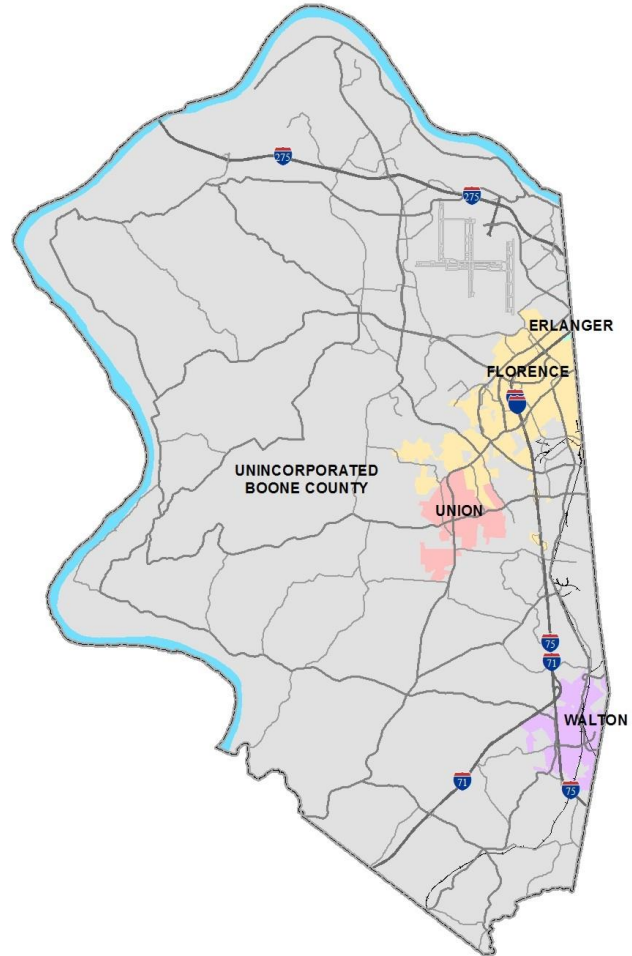 275
275
ERLANGER
FLORENCE
UNINCORPORATED
BOONE COUNTY
UNION
75
71
WALTON
71
75